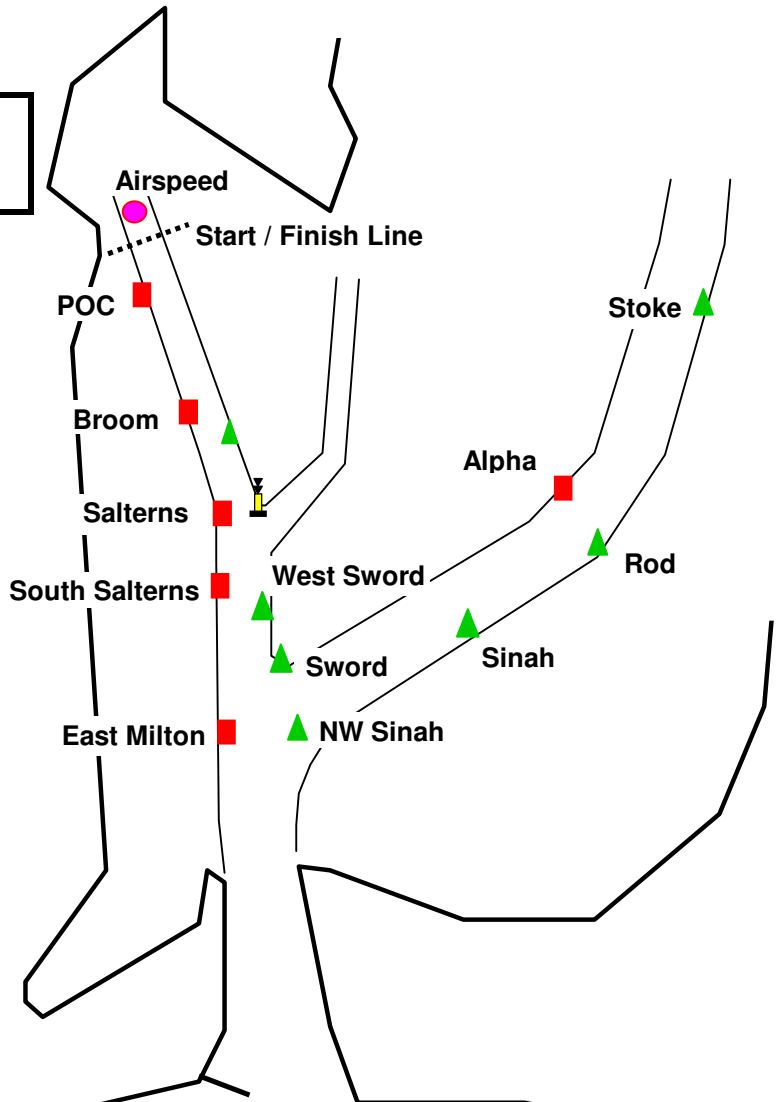 Airspeed
Start / Finish Line
POC
Stoke
Broom
Alpha
Salterns
Rod
West Sword
South Salterns
Sinah
Sword
East Milton
NW Sinah